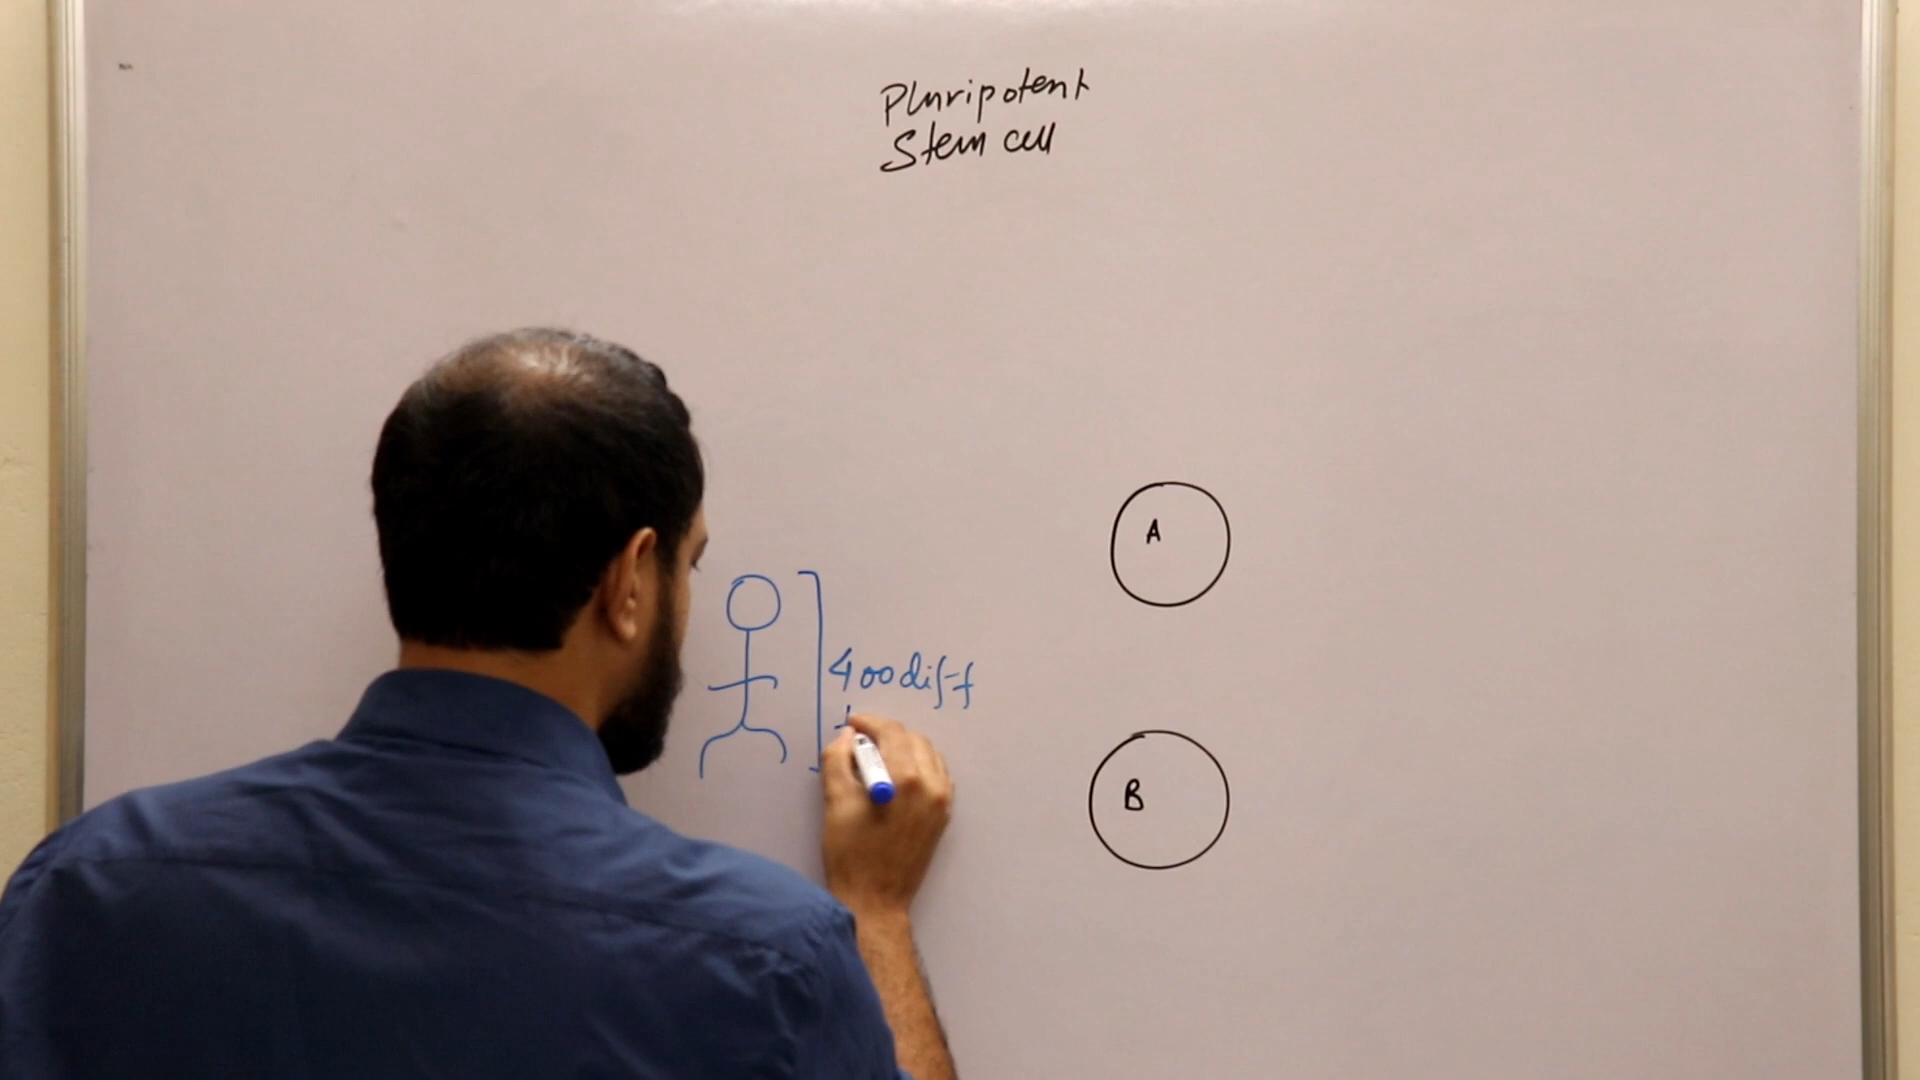 Pluripotent
Stem cell
A
400 diff
t
B